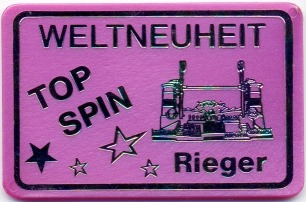 WELTNEUHEIT
TOP
SPIN
Rieger